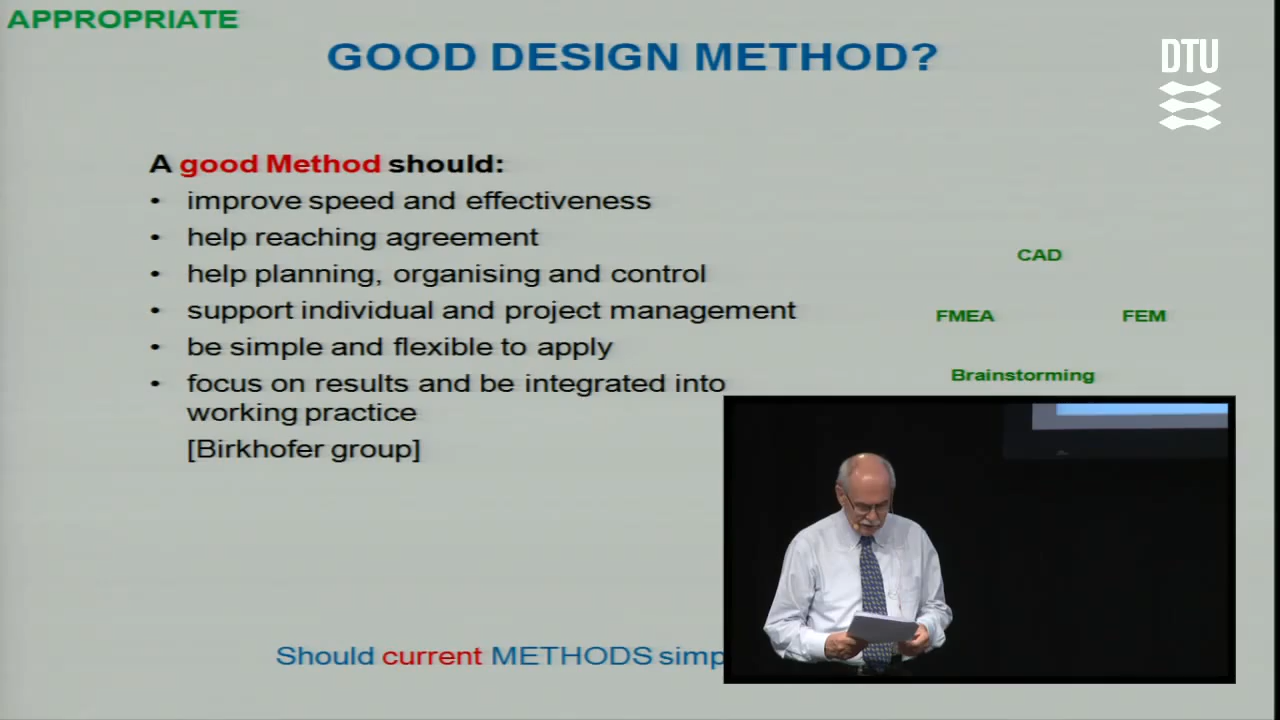 APPROPRIATE
GOOD DESIGN METHOD?
DTU
A good Method should:
• improve speed and effectiveness
• help reaching agreement
• help planning, organising and control
• support individual and project management
• be simple and flexible to apply
• focus on results and be integrated into
working practice
[Birkhofer group]
CAD
FMEA FEM
Brainstorming
Should current METHODS